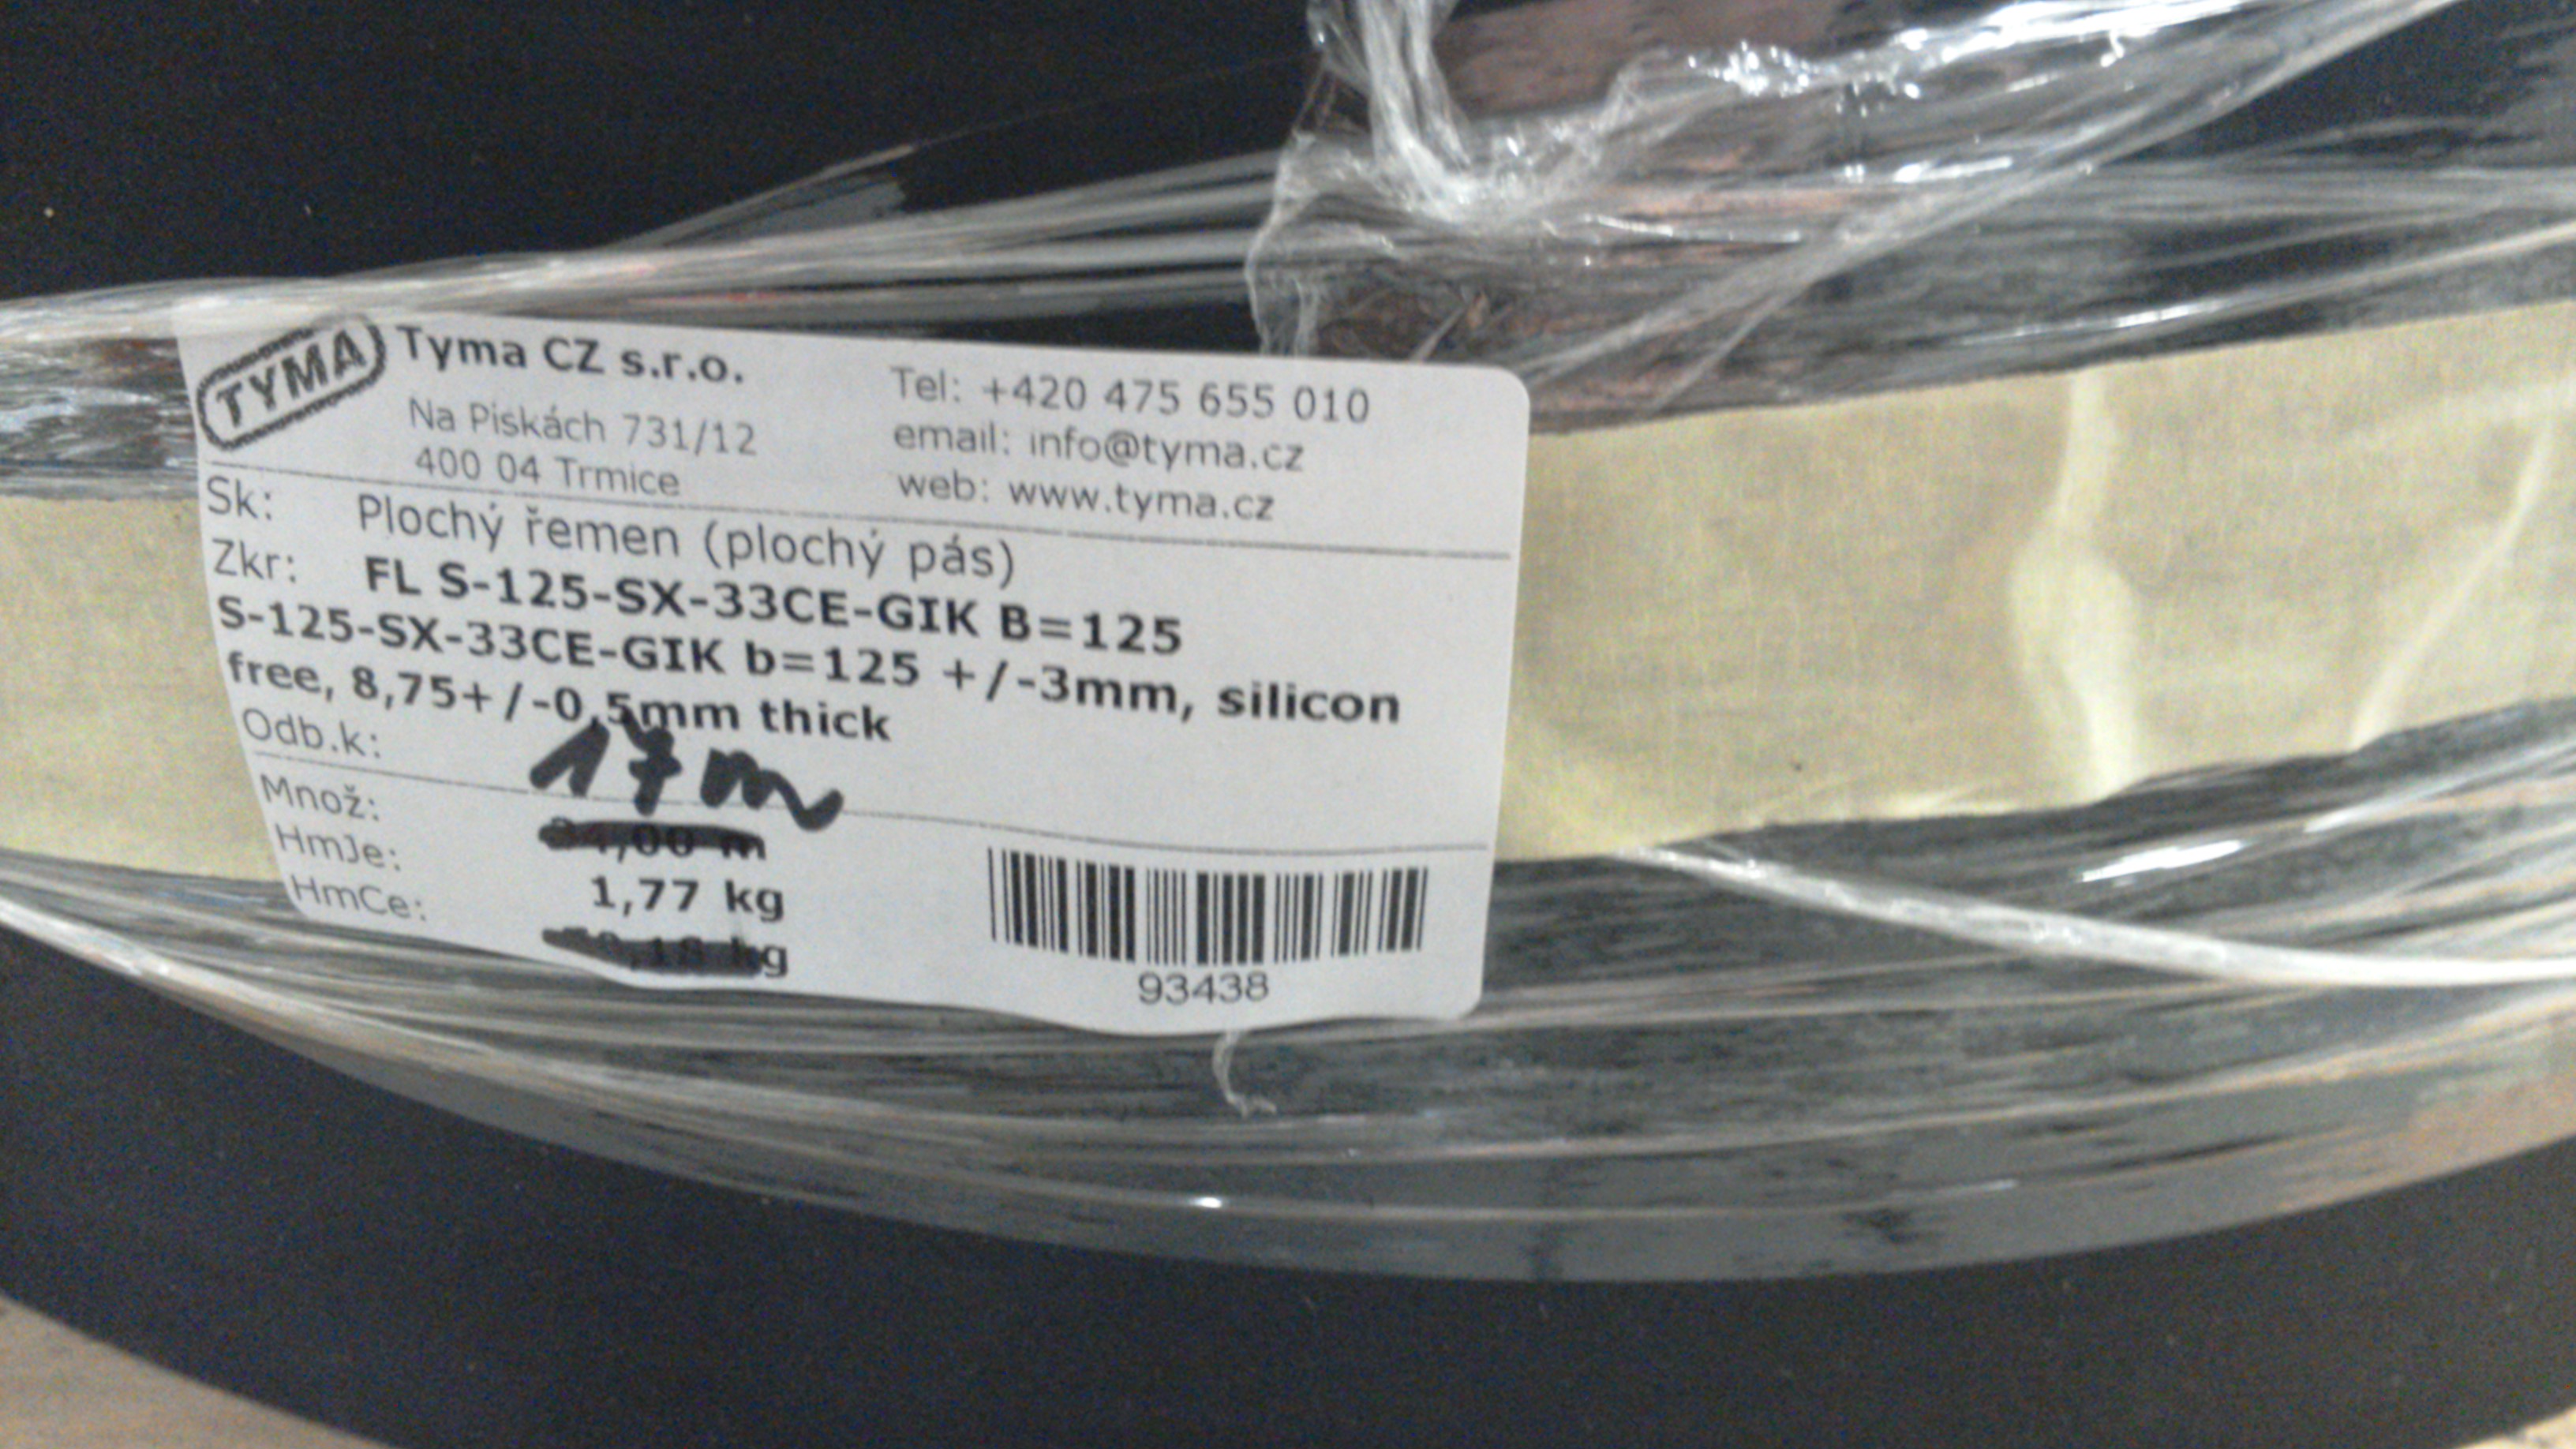 TYMA
Tyma CZ s.r.o.
Na Piskách 731/12
400 04 Trmice
Tel: +420 475 655 010
email: info@tyma.cz
web: www.tyma.cz
Sk: Plochý řemen (plochý pás)
Zkr: FL S-125-SX-33CE-GIK B=125
S-125-SX-33CE-GIK b=125 +/-3mm, silicon
free, 8,75+/-0,5mm thick
Odb.k:
17m
Množ: m
HmJe: 1,77 kg
HmCe: kg
93438